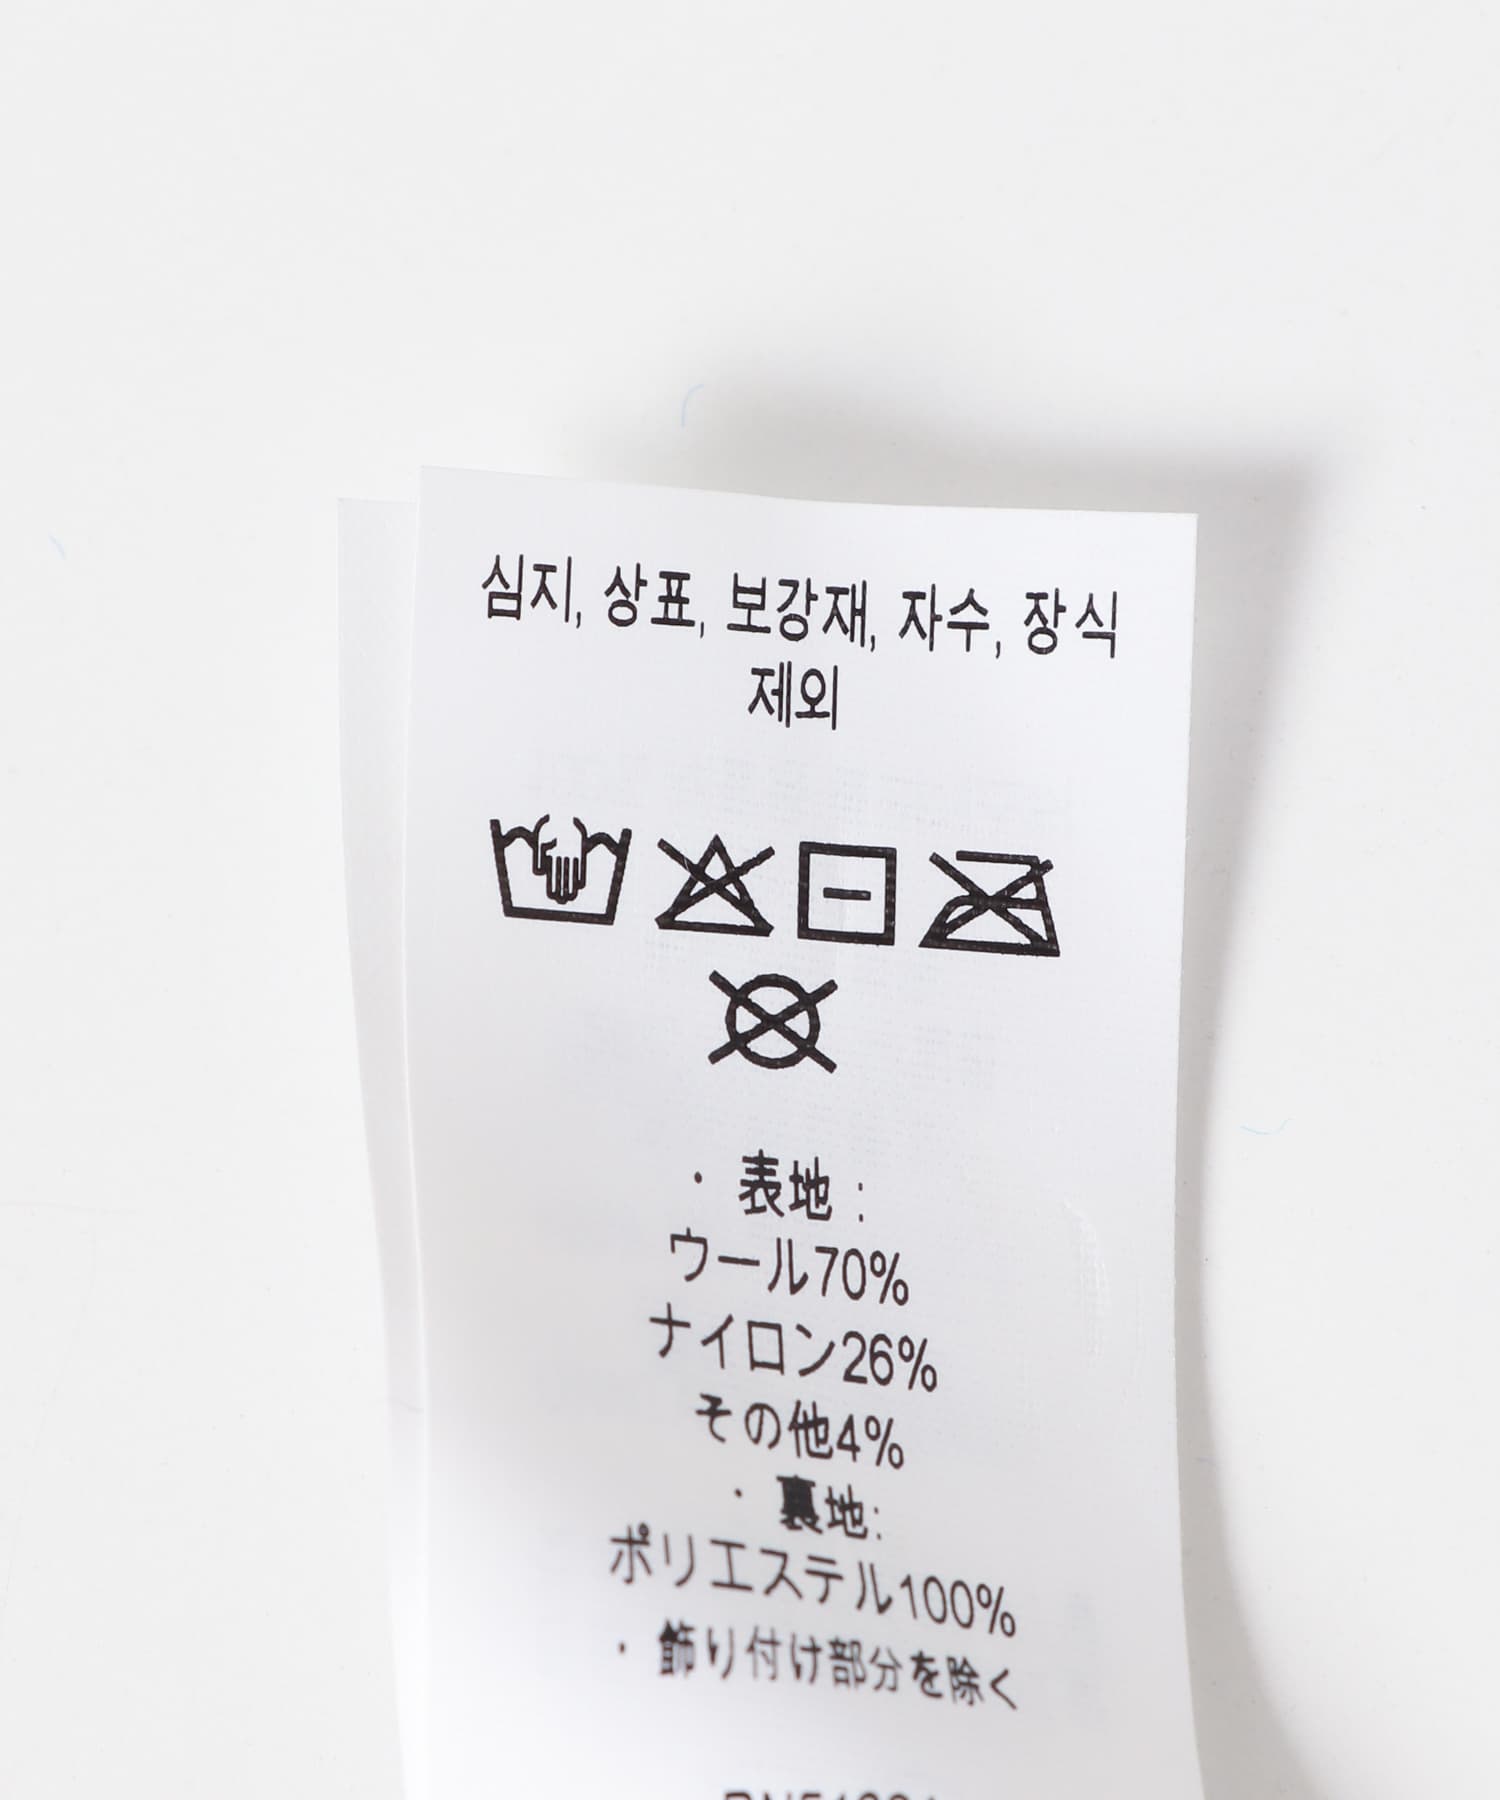 심지, 상표, 보강재, 자수, 장식
제외
・ 表地 :
ウール70%
ナイロン26%
その他4%
・ 裏地:
ポリエステル100%
・ 飾り付け部分を除く